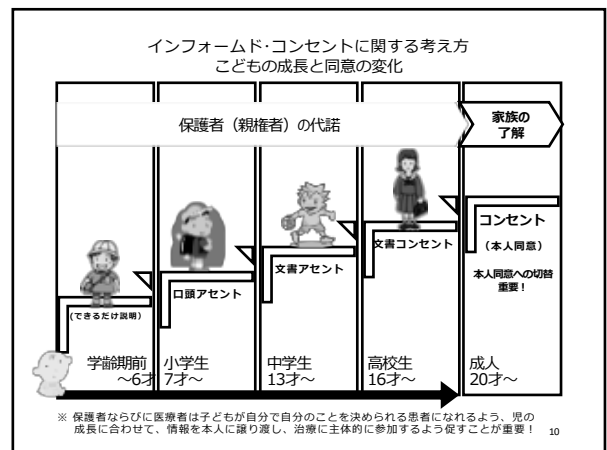 インフォームド･コンセントに関する考え方
こどもの成長と同意の変化
保護者（親権者）の代諾
家族の
了解
(できるだけ説明)
口頭アセント
文書アセント
文書コンセント
コンセント
（本人同意）
本人同意への切替
重要！
学齢期前
～6才
小学生
7才～
中学生
13才～
高校生
16才～
成人
20才～
※ 保護者ならびに医療者は子どもが自分で自分のことを決められる患者になれるよう、児の
成長に合わせて、情報を本人に譲り渡し、治療に主体的に参加するよう促すことが重要！
10